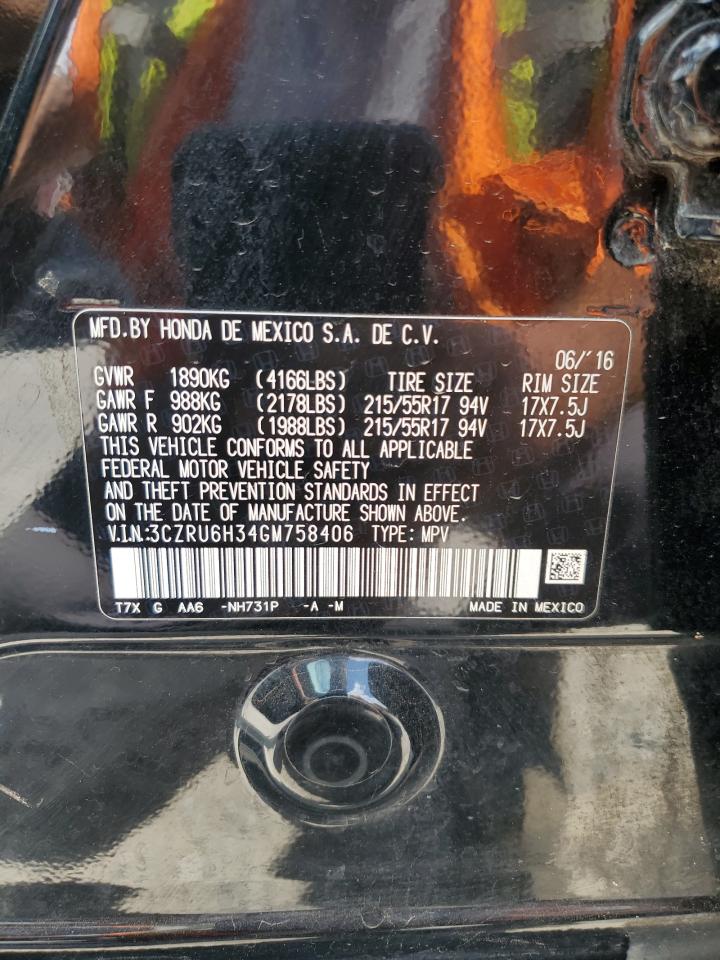 MFD.BY HONDA DE MEXICO S.A. DE C.V.
06/'16
GVWR 1890KG (4166LBS) TIRE SIZE RIM SIZE
GAWR F 988KG (2178LBS) 215/55R17 94V 17X7.5J
GAWR R 902KG (1988LBS) 215/55R17 94V 17X7.5J
THIS VEHICLE CONFORMS TO ALL APPLICABLE
FEDERAL MOTOR VEHICLE SAFETY
AND THEFT PREVENTION STANDARDS IN EFFECT
ON THE DATE OF MANUFACTURE SHOWN ABOVE.
V.I.N:3CZRU6H34GM758406 TYPE: MPV
T7X G AA6 -NH731P -A -M MADE IN MEXICO